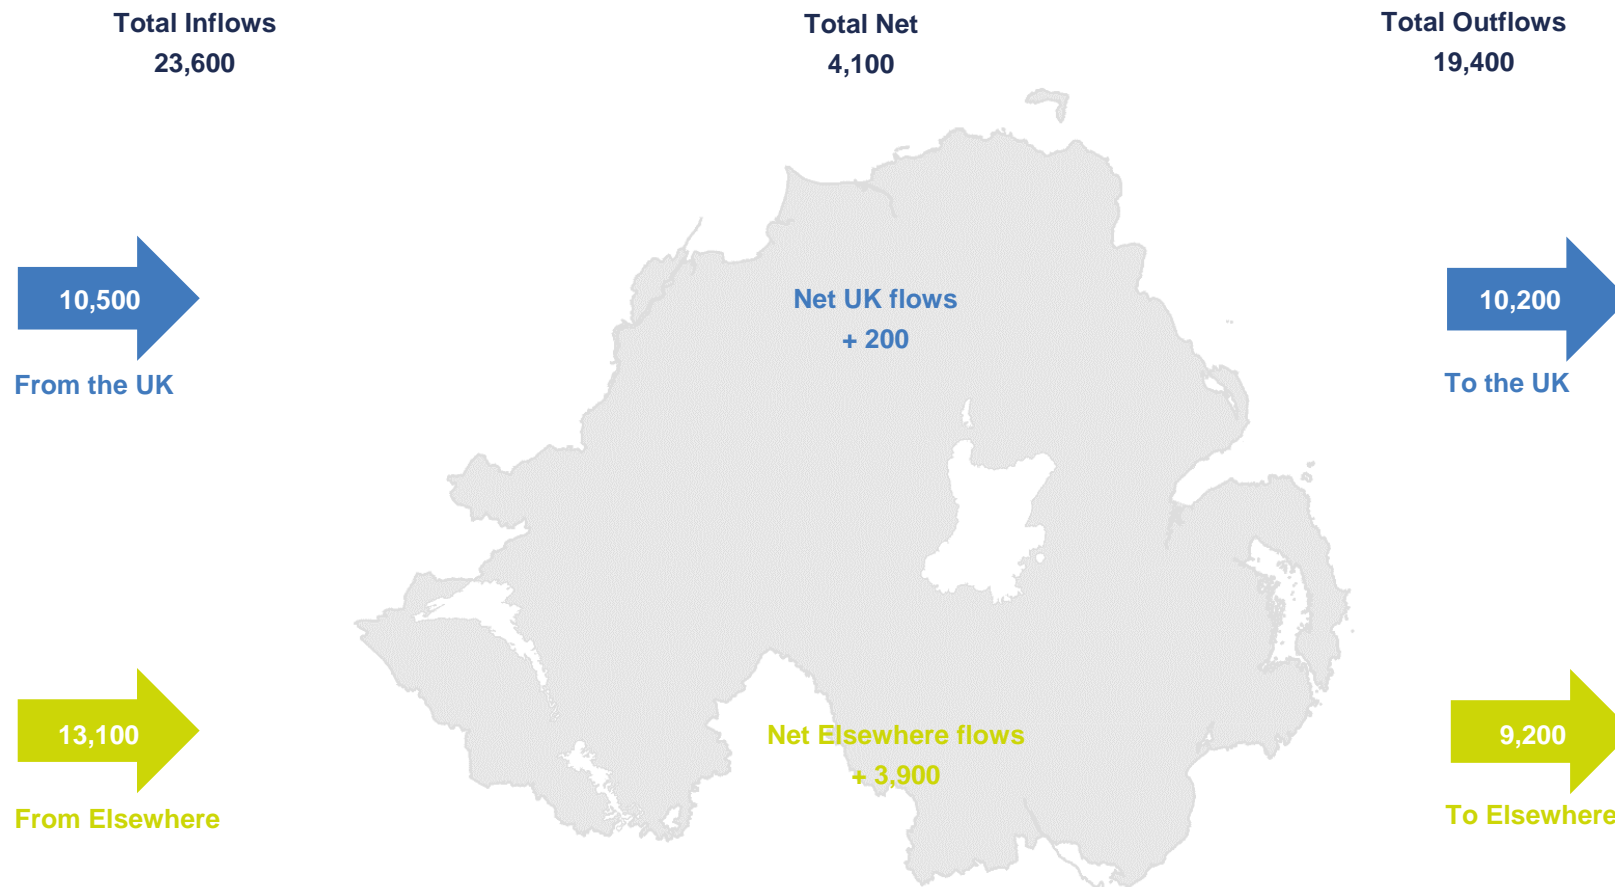 Total Inflows
23,600
Total Net
4,100
Total Outflows
19,400
10,500
From the UK
Net UK flows
+ 200
10,200
To the UK
13,100
From Elsewhere
Net Elsewhere flows
+ 3,900
9,200
To Elsewhere